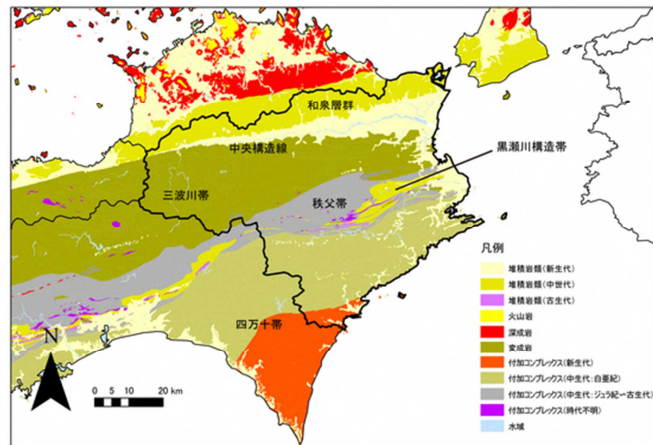 和泉層群
中央構造線
黒瀬川構造帯
三波川帯
秩父帯
四万十帯
凡例
堆積岩類(新生代)
堆積岩類(中世代)
堆積岩類(古生代)
火山岩
深成岩
変成岩
付加コンプレックス(新生代)
付加コンプレックス(中生代:白亜紀)
付加コンプレックス(中生代:ジュラ紀~古生代)
付加コンプレックス(時代不明)
水域
N
0 5 10 20 km